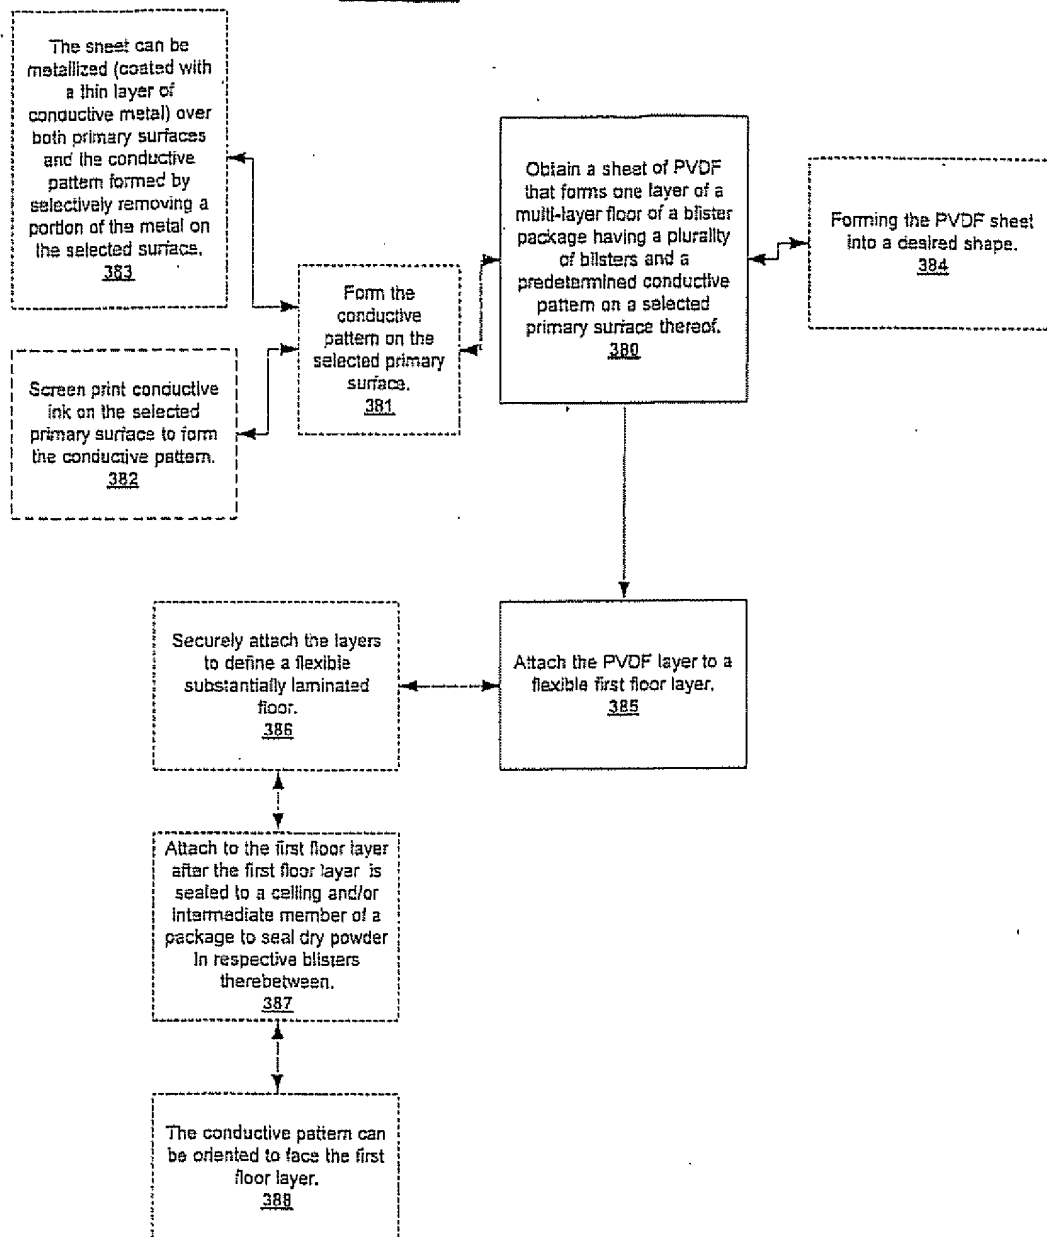 The sneet can be
metallized (coated with
a thin layer of
conductive metal) over
both primary surfaces
and the conductive
pattern formed by
selectively removing a
portion of the metal on
the selected surface.
383
Screen print conductive
ink on the selected
primary surface to form
the conductive pattern.
382
Form the
conductive
pattern on the
selected primary
surface.
381
Obtain a sheet of PVDF
that forms one layer of a
multi-layer floor of a blister
package having a plurality
of blisters and a
predetermined conductive
pattern on a selected
primary surface thereof.
380
Forming the PVDF sheet
into a desired shape.
384
Attach the PVDF layer to a
flexible first floor layer.
385
Securely attach the layers
to define a flexible
substantially laminated
floor.
386
Attach to the first floor layer
after the first floor layer is
sealed to a ceiling and/or
intermediate member of a
package to seal dry powder
in respective blisters
therebetween.
387
The conductive pattern can
be oriented to face the first
floor layer.
388